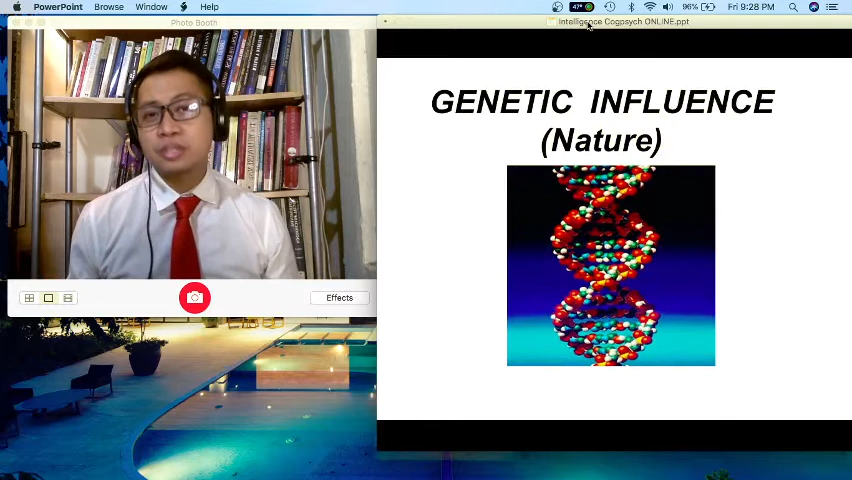 PowerPoint Browse Window Help
47° 96% Fri 9:28 PM
Photo Booth
Intelligence Cogpsych ONLINE.ppt
GENETIC INFLUENCE
(Nature)
Effects